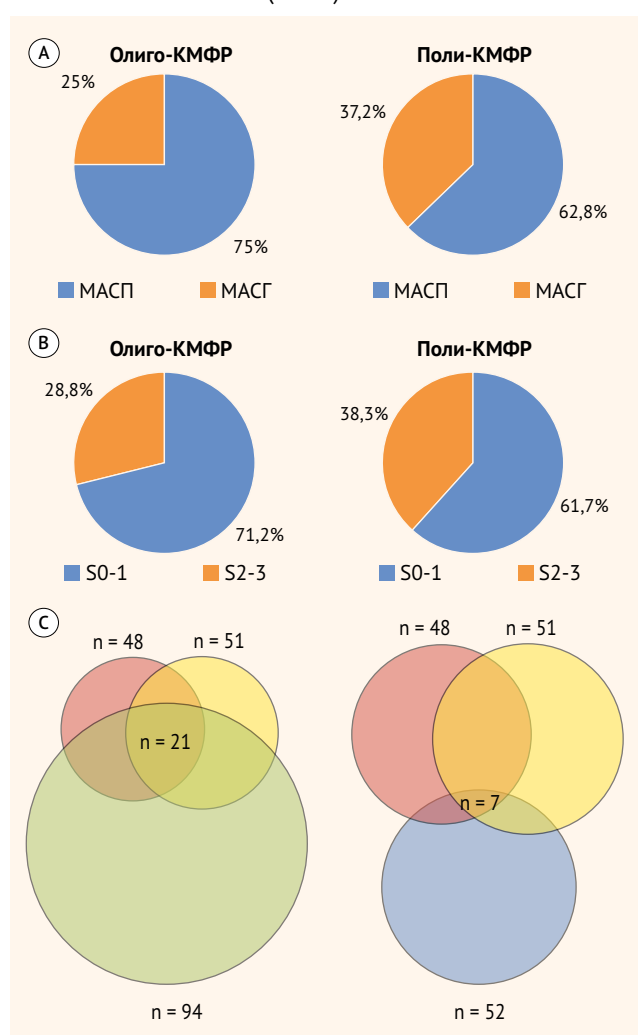 A
Олиго-КМФР
Поли-КМФР
25%
75%
37,2%
62,8%
МАСП МАСГ
МАСП МАСГ
B
Олиго-КМФР
Поли-КМФР
28,8%
71,2%
38,3%
61,7%
S0-1 S2-3
S0-1 S2-3
C
n = 48
n = 51
n = 21
n = 94
n = 48
n = 51
n = 7
n = 52